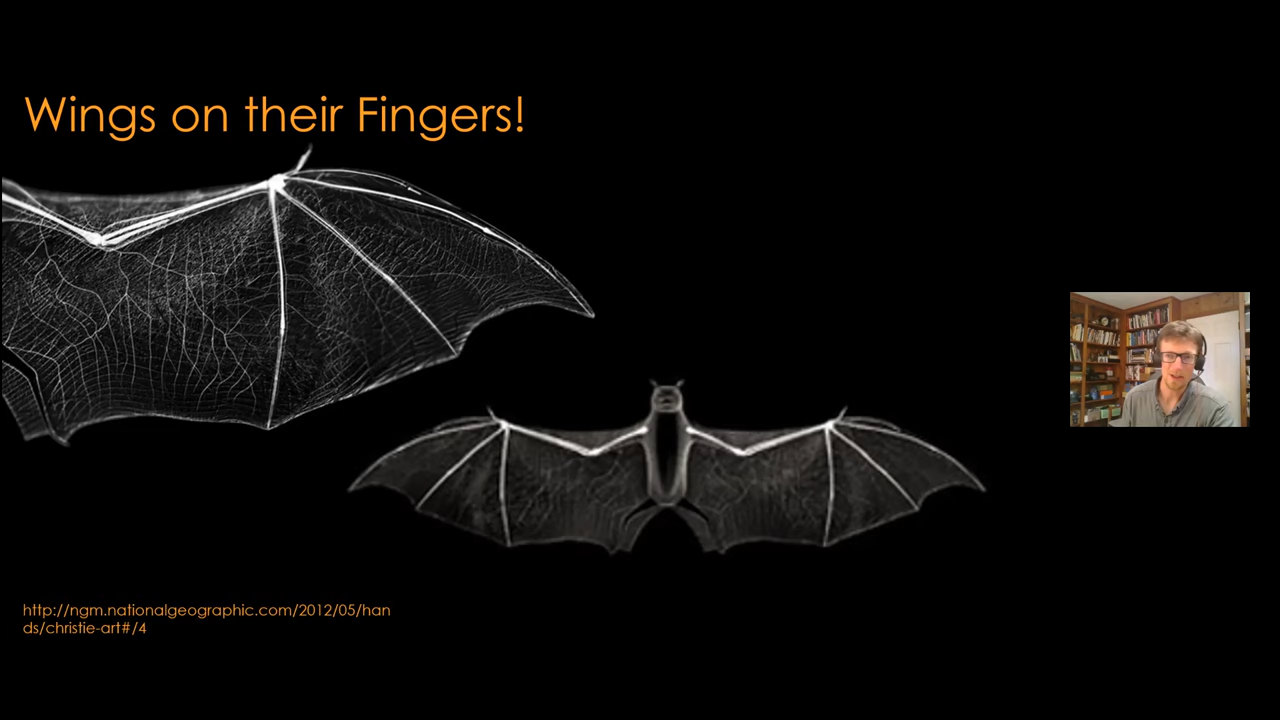 Wings on their Fingers!
http://ngm.nationalgeographic.com/2012/05/han
ds/christie-art#/4